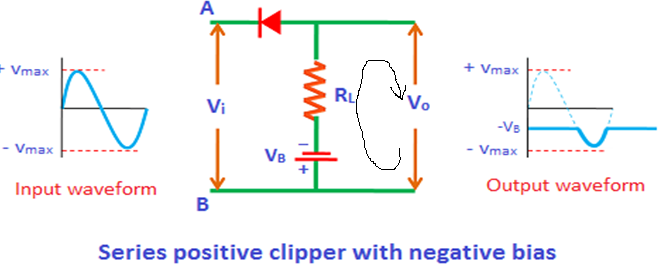 A
+ Vmax
- Vmax
Input waveform
Vi
RL
VB
−
+
Vo
B
+ Vmax
-VB
- Vmax
Output waveform
Series positive clipper with negative bias